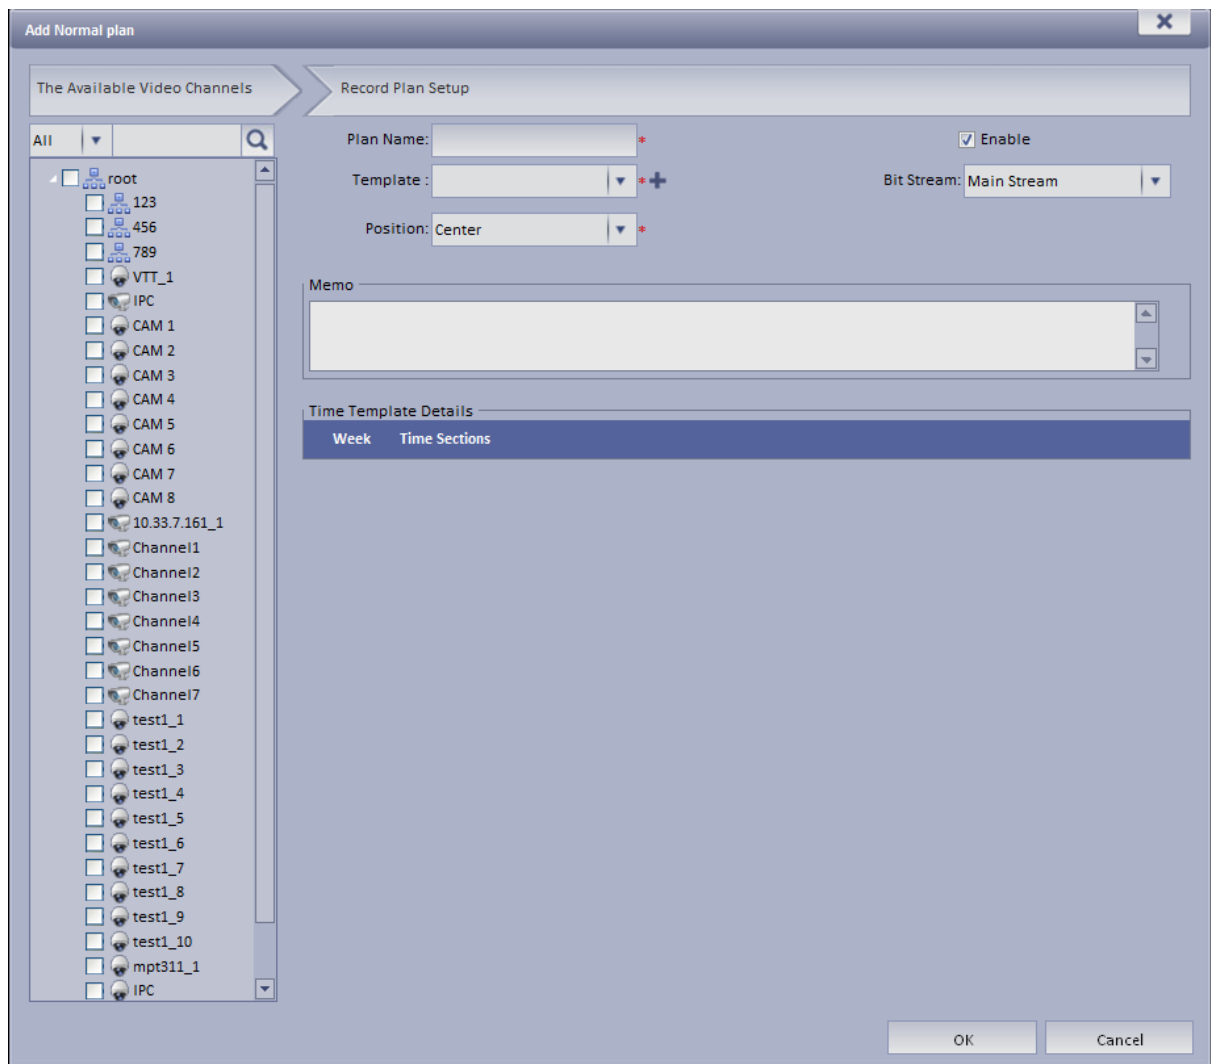 Add Normal plan
The Available Video Channels
Record Plan Setup
All
root
123
456
789
VTT_1
IPC
CAM 1
CAM 2
CAM 3
CAM 4
CAM 5
CAM 6
CAM 7
CAM 8
10.33.7.161_1
Channel1
Channel2
Channel3
Channel4
Channel5
Channel6
Channel7
test1_1
test1_2
test1_3
test1_4
test1_5
test1_6
test1_7
test1_8
test1_9
test1_10
mpt311_1
IPC
Plan Name: *
Enable
Template : *
Bit Stream: Main Stream
Position: Center *
Memo
Time Template Details
Week Time Sections
OK Cancel